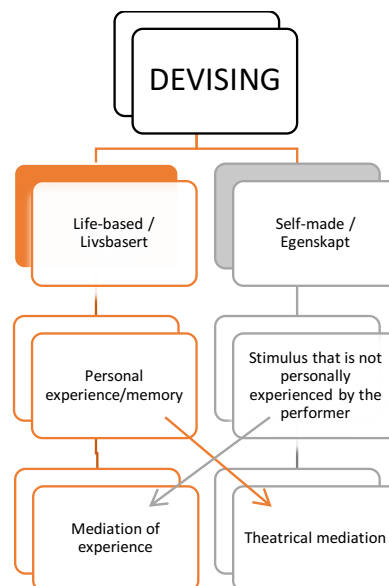 DEVISING
Life-based /
Livsbasert
Self-made /
Egenskapt
Personal
experience/memory
Stimulus that is not
personally
experienced by the
performer
Mediation of
experience
Theatrical mediation